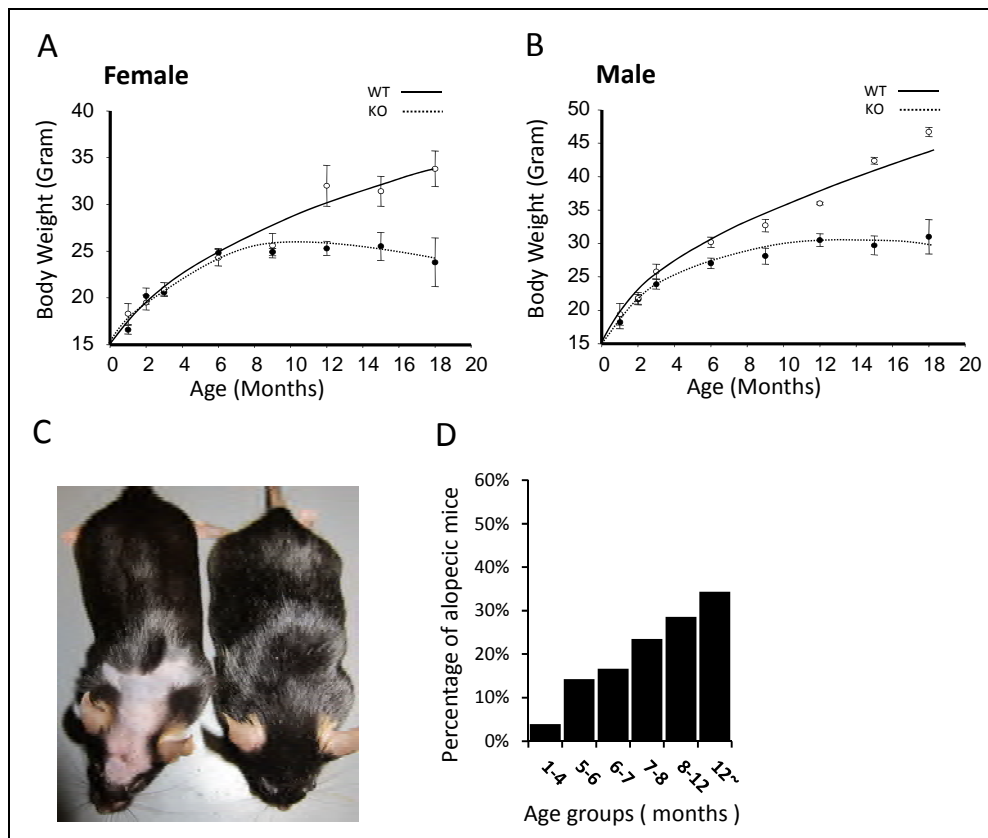 A
Female
WT
KO
Body Weight (Gram)
40
35
30
25
20
15
0 2 4 6 8 10 12 14 16 18 20
Age (Months)
B
Male
WT
KO
Body Weight (Gram)
50
45
40
35
30
25
20
15
0 2 4 6 8 10 12 14 16 18 20
Age (Months)
C
D
Percentage of alopecic mice
60%
50%
40%
30%
20%
10%
0%
1-4 5-6 6-7 7-8 8-12 12~
Age groups ( months )